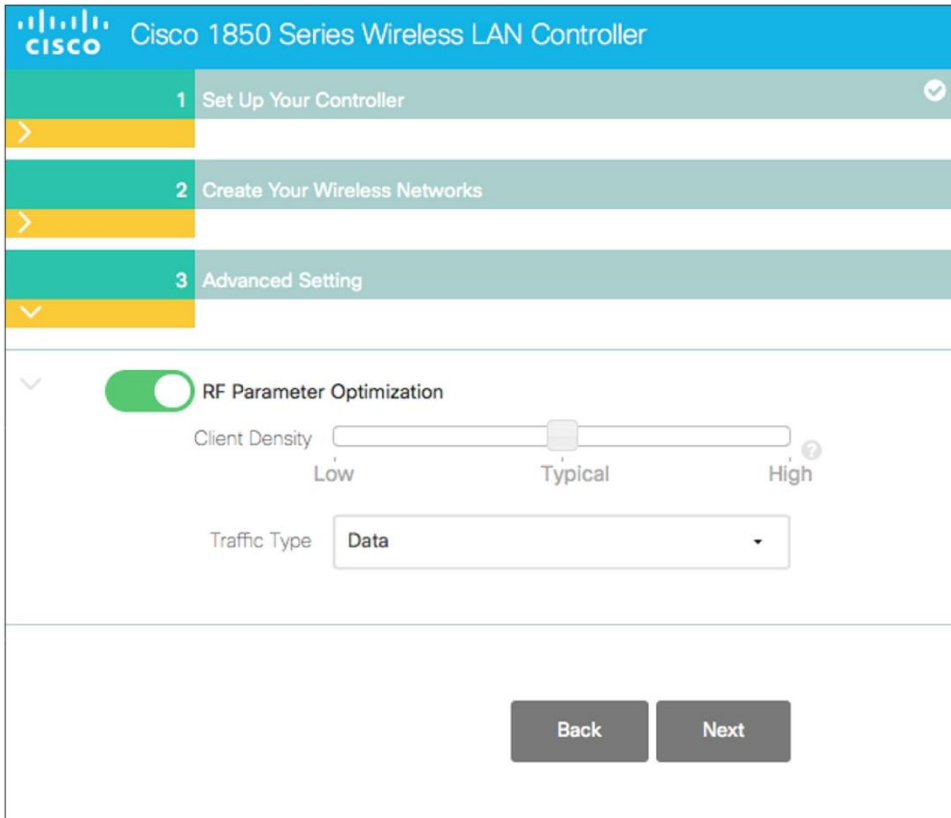 CISCO Cisco 1850 Series Wireless LAN Controller
1 Set Up Your Controller
2 Create Your Wireless Networks
3 Advanced Setting
RF Parameter Optimization
Client Density
?
Low Typical High
Traffic Type Data
Back Next